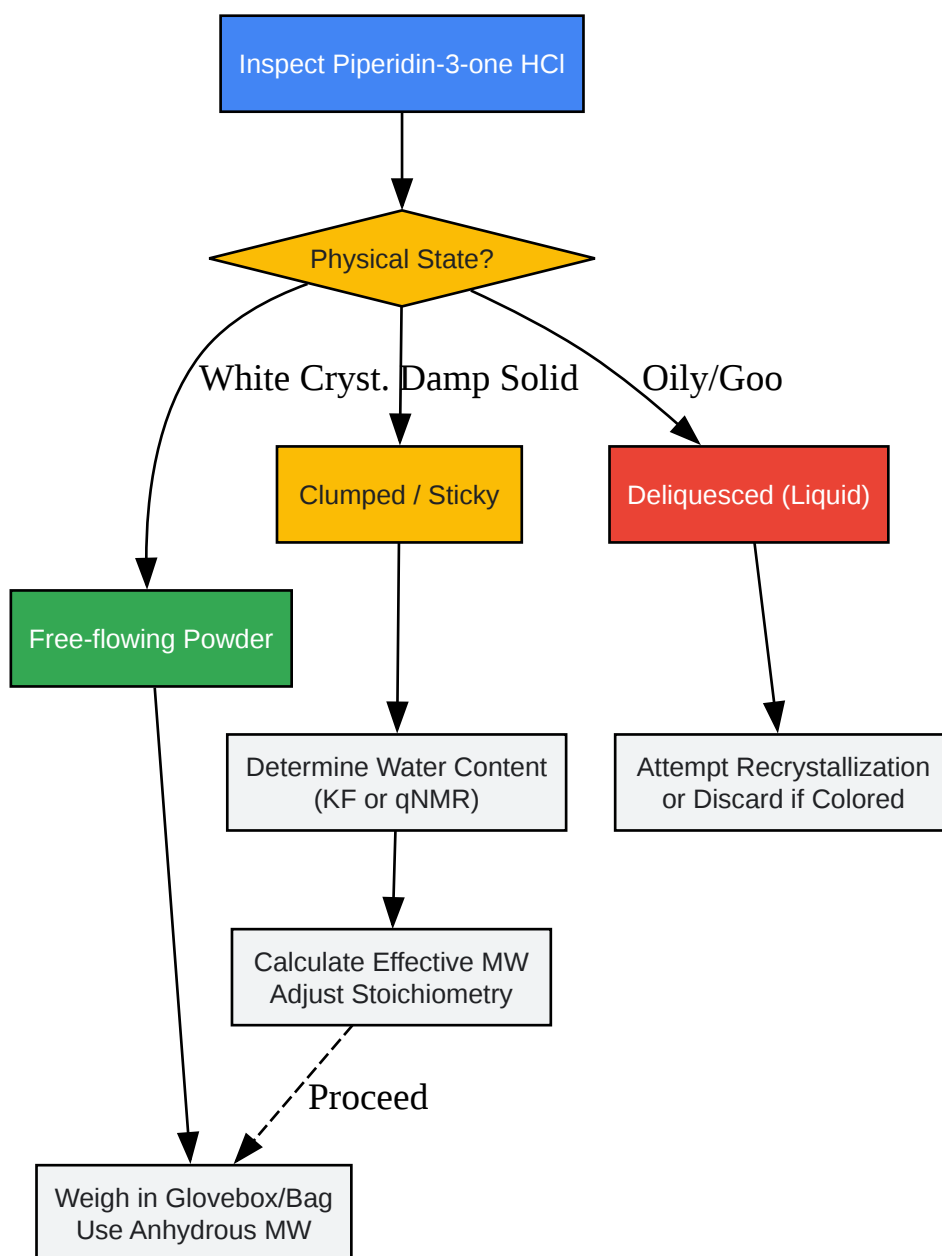 Inspect Piperidin-3-one HCl
Physical State?
White Cryst.
Damp Solid
Oily/Goo
Clumped / Sticky
Deliquesced (Liquid)
Free-flowing Powder
Determine Water Content
(KF or qNMR)
Attempt Recrystallization
or Discard if Colored
Calculate Effective MW
Adjust Stoichiometry
Proceed
Weigh in Glovebox/Bag
Use Anhydrous MW